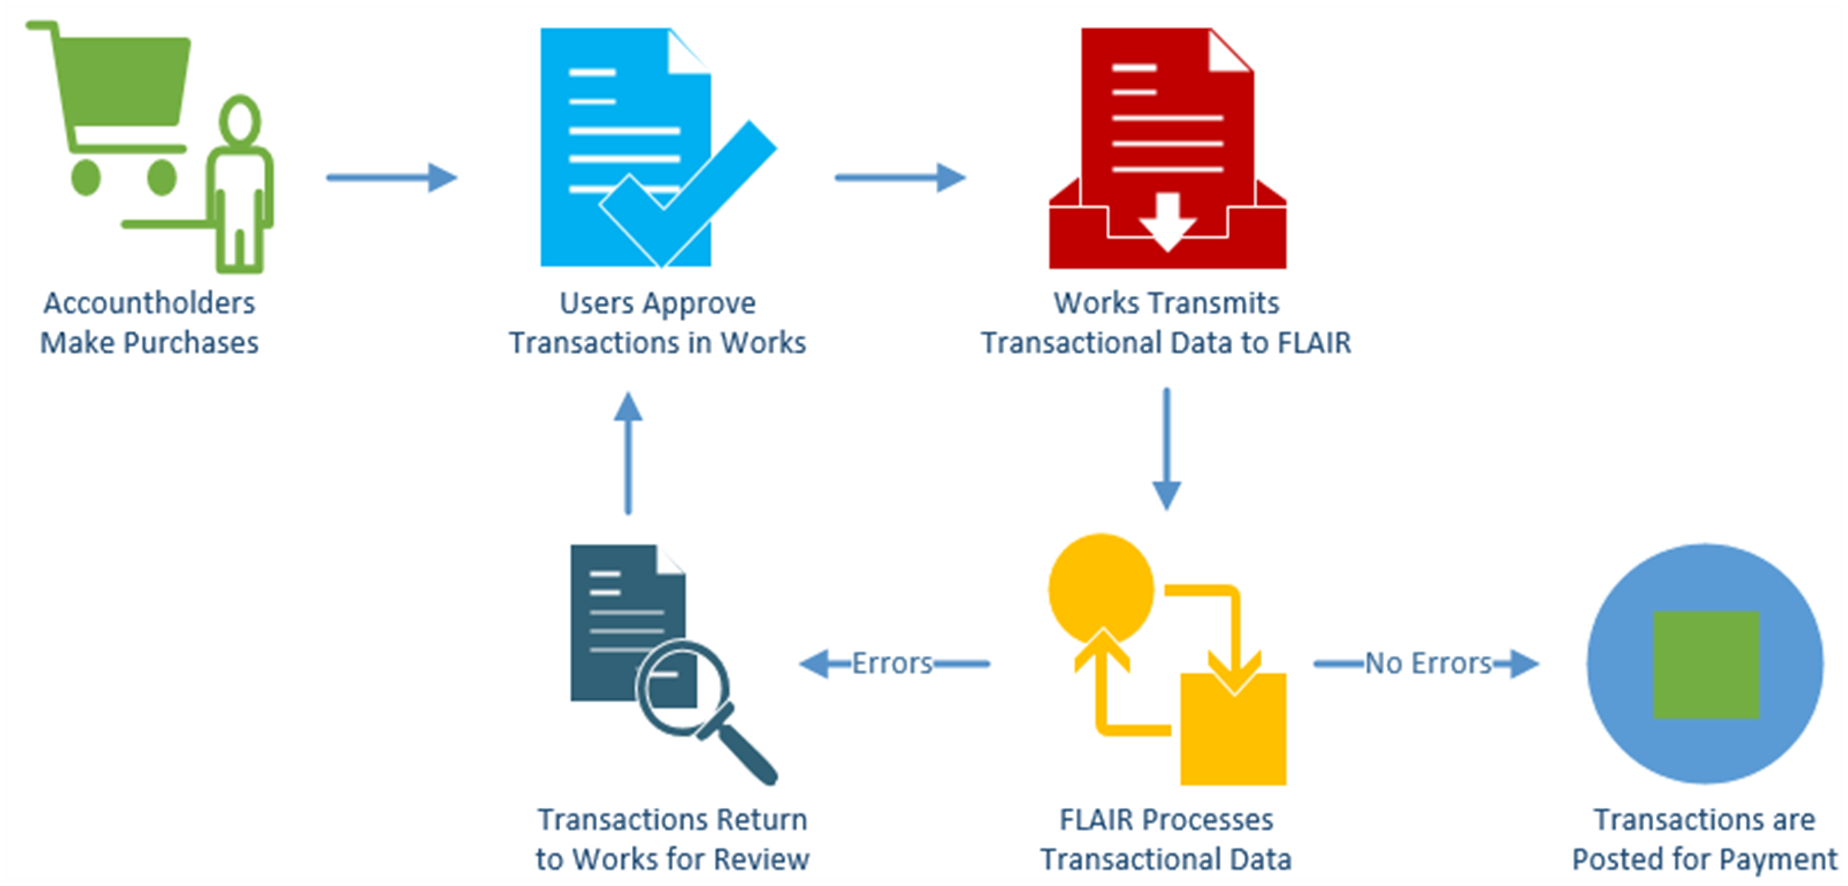 Accountholders
Make Purchases
Users Approve
Transactions in Works
Works Transmits
Transactional Data to FLAIR
Errors
No Errors
Transactions Return
to Works for Review
FLAIR Processes
Transactional Data
Transactions are
Posted for Payment